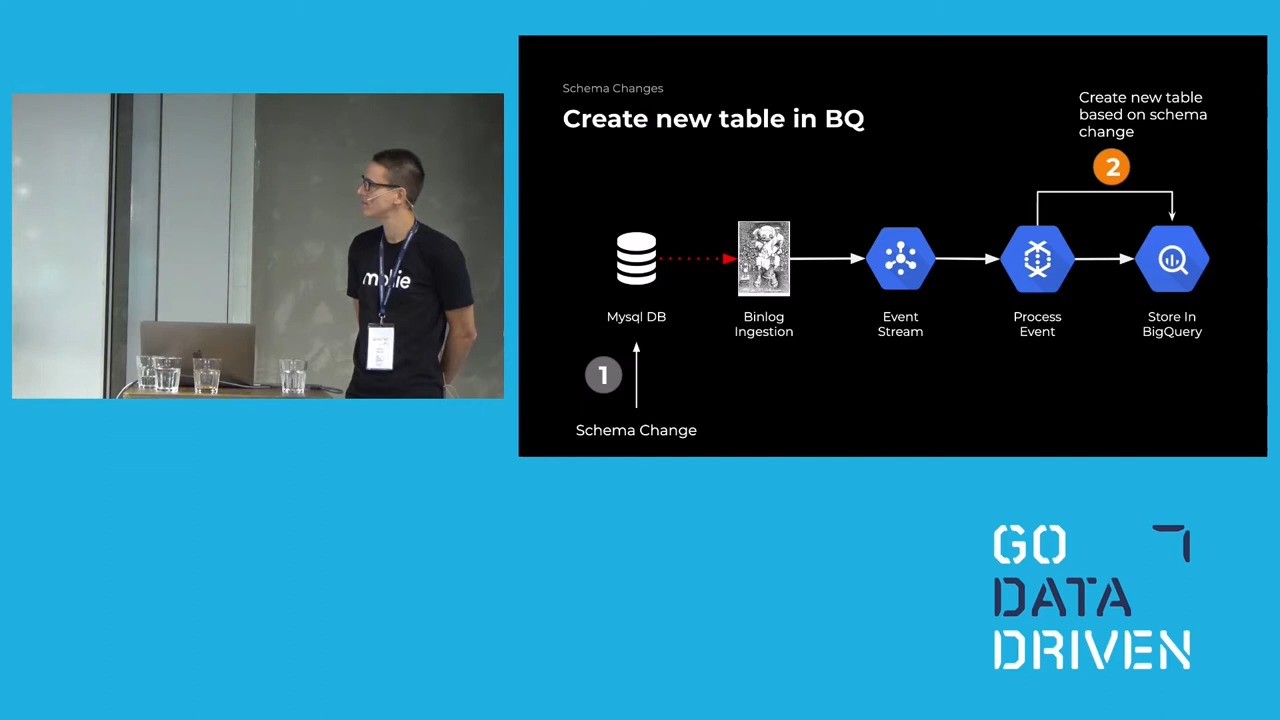 Schema Changes
Create new table in BQ
Create new table
based on schema
change
2
Mysql DB
Binlog
Ingestion
Event
Stream
Process
Event
Store In
BigQuery
1
Schema Change
mollie
GO
DATA
DRIVEN